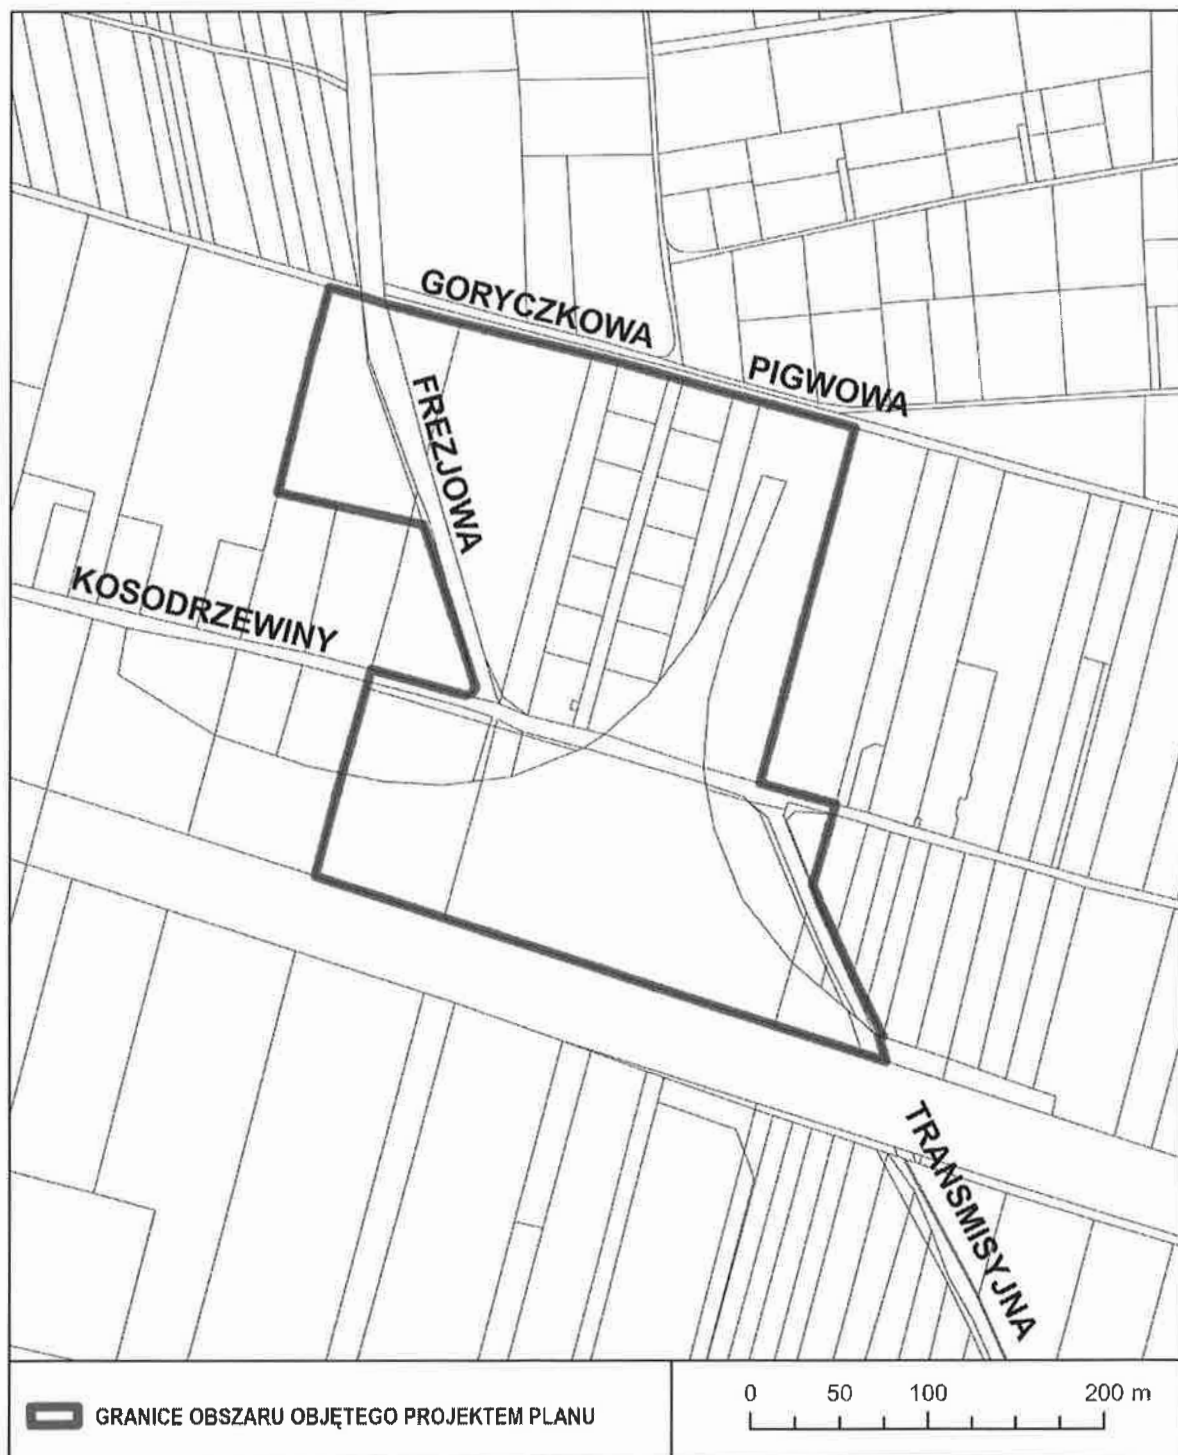 GORYCZKOWA
PIGWOWA
FREZJOWA
KOSODRZEWINY
TRANSMISYJNA
GRANICE OBSZARU OBJĘTEGO PROJEKTEM PLANU
0 50 100 200 m